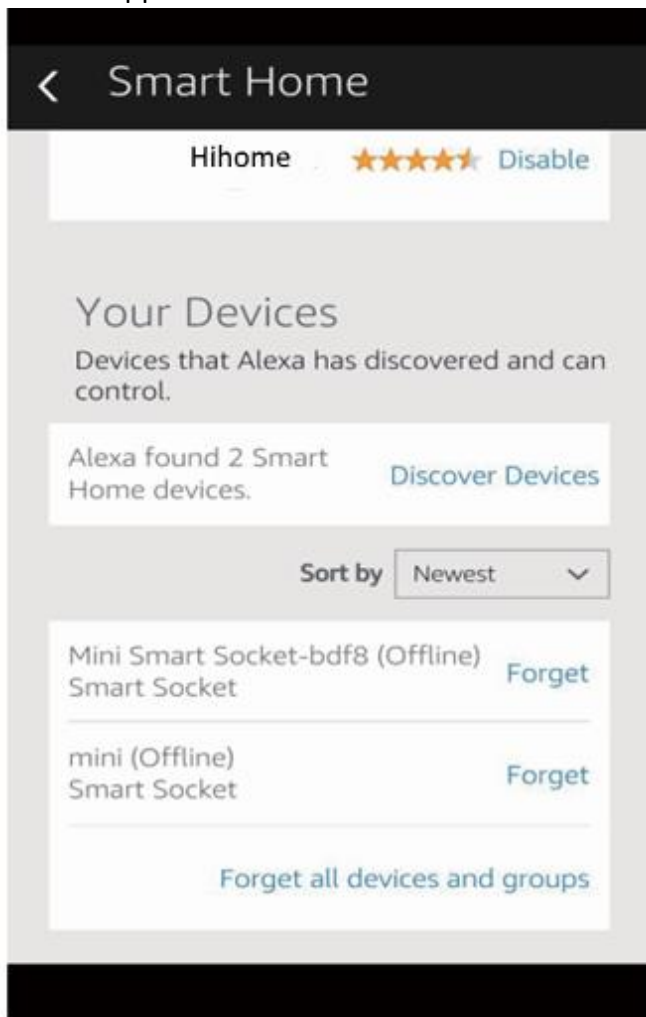 Smart Home
Hihome Disable
Your Devices
Devices that Alexa has discovered and can
control.
Alexa found 2 Smart
Home devices.
Discover Devices
Sort by Newest
Mini Smart Socket-bdf8 (Offline)
Smart Socket
Forget
mini (Offline)
Smart Socket
Forget
Forget all devices and groups